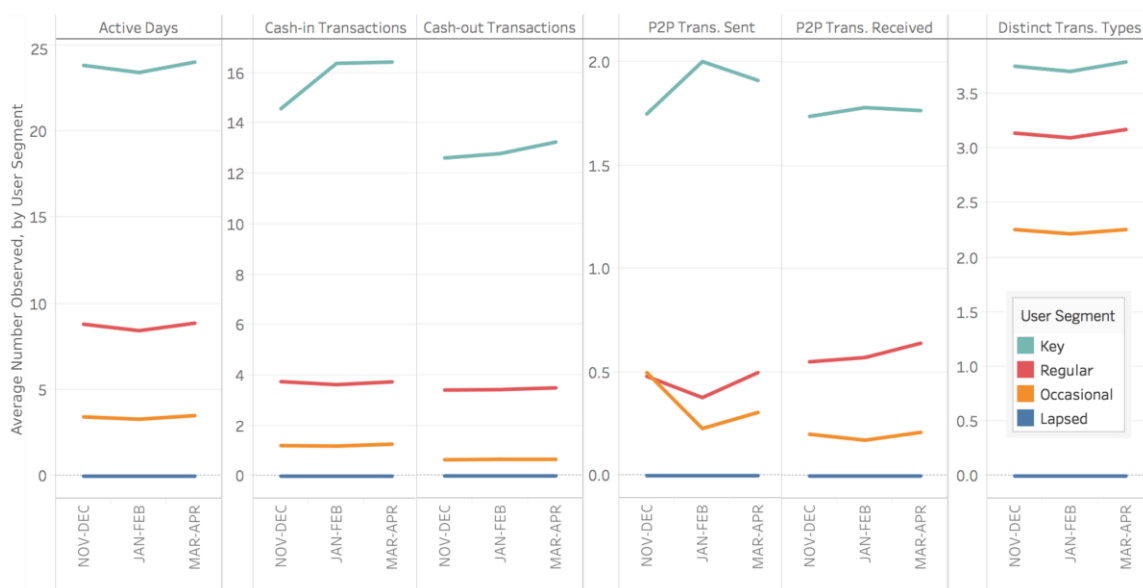 Active Days
Cash-in Transactions
Cash-out Transactions
P2P Trans. Sent
P2P Trans. Received
Distinct Trans. Types
Average Number Observed, by User Segment
25
20
15
10
5
0
16
14
12
10
8
6
4
2
0
2.0
1.5
1.0
0.5
0.0
3.5
3.0
2.5
2.0
1.5
1.0
0.5
0.0
User Segment
Key
Regular
Occasional
Lapsed
NOV-DEC
JAN-FEB
MAR-APR
NOV-DEC
JAN-FEB
MAR-APR
NOV-DEC
JAN-FEB
MAR-APR
NOV-DEC
JAN-FEB
MAR-APR
NOV-DEC
JAN-FEB
MAR-APR
NOV-DEC
JAN-FEB
MAR-APR